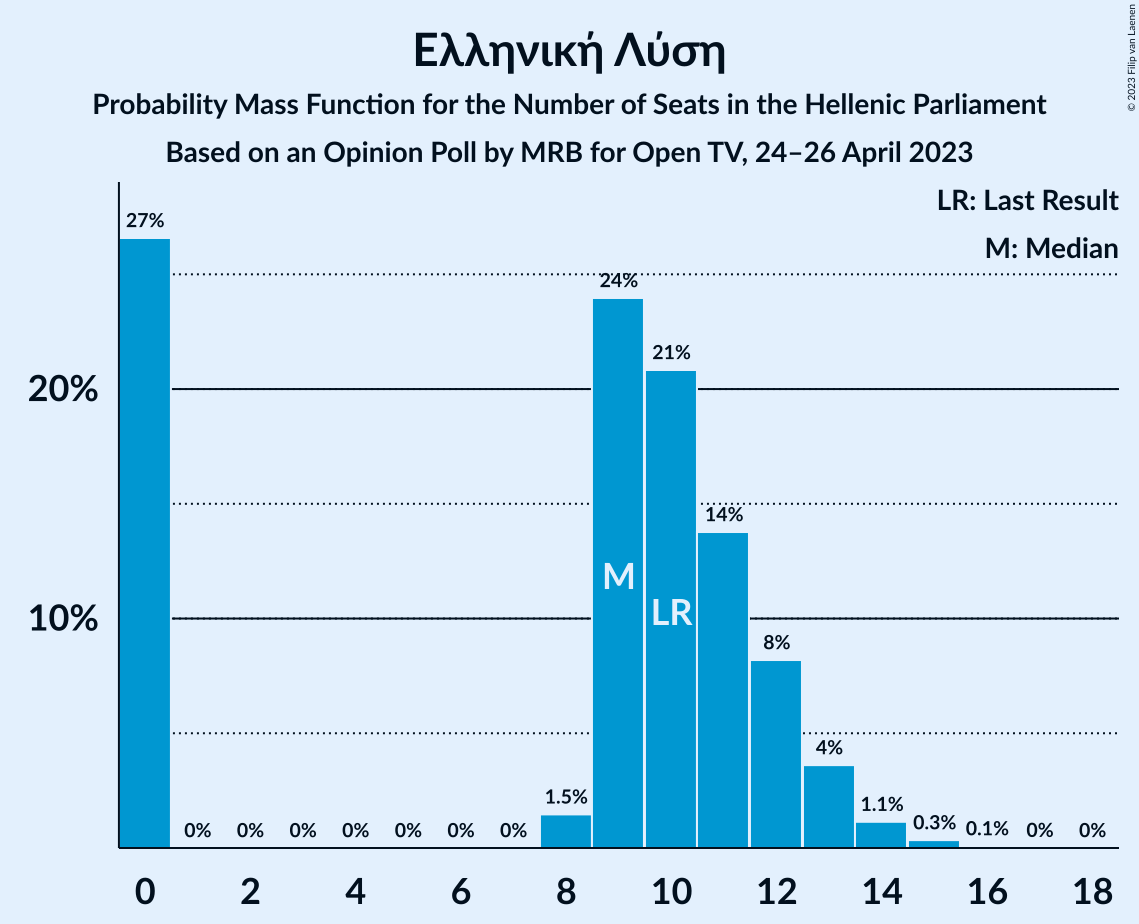 Ελληνική Λύση
Probability Mass Function for the Number of Seats in the Hellenic Parliament
Based on an Opinion Poll by MRB for Open TV, 24–26 April 2023
© 2023 Filip van Laenen
LR: Last Result
M: Median
27%
24%
20%
21%
14%
M
LR
10%
8%
4%
1.5%
1.1%
0.3%
0.1%
0% 0% 0% 0% 0% 0% 0% 0% 0%
0 2 4 6 8 10 12 14 16 18